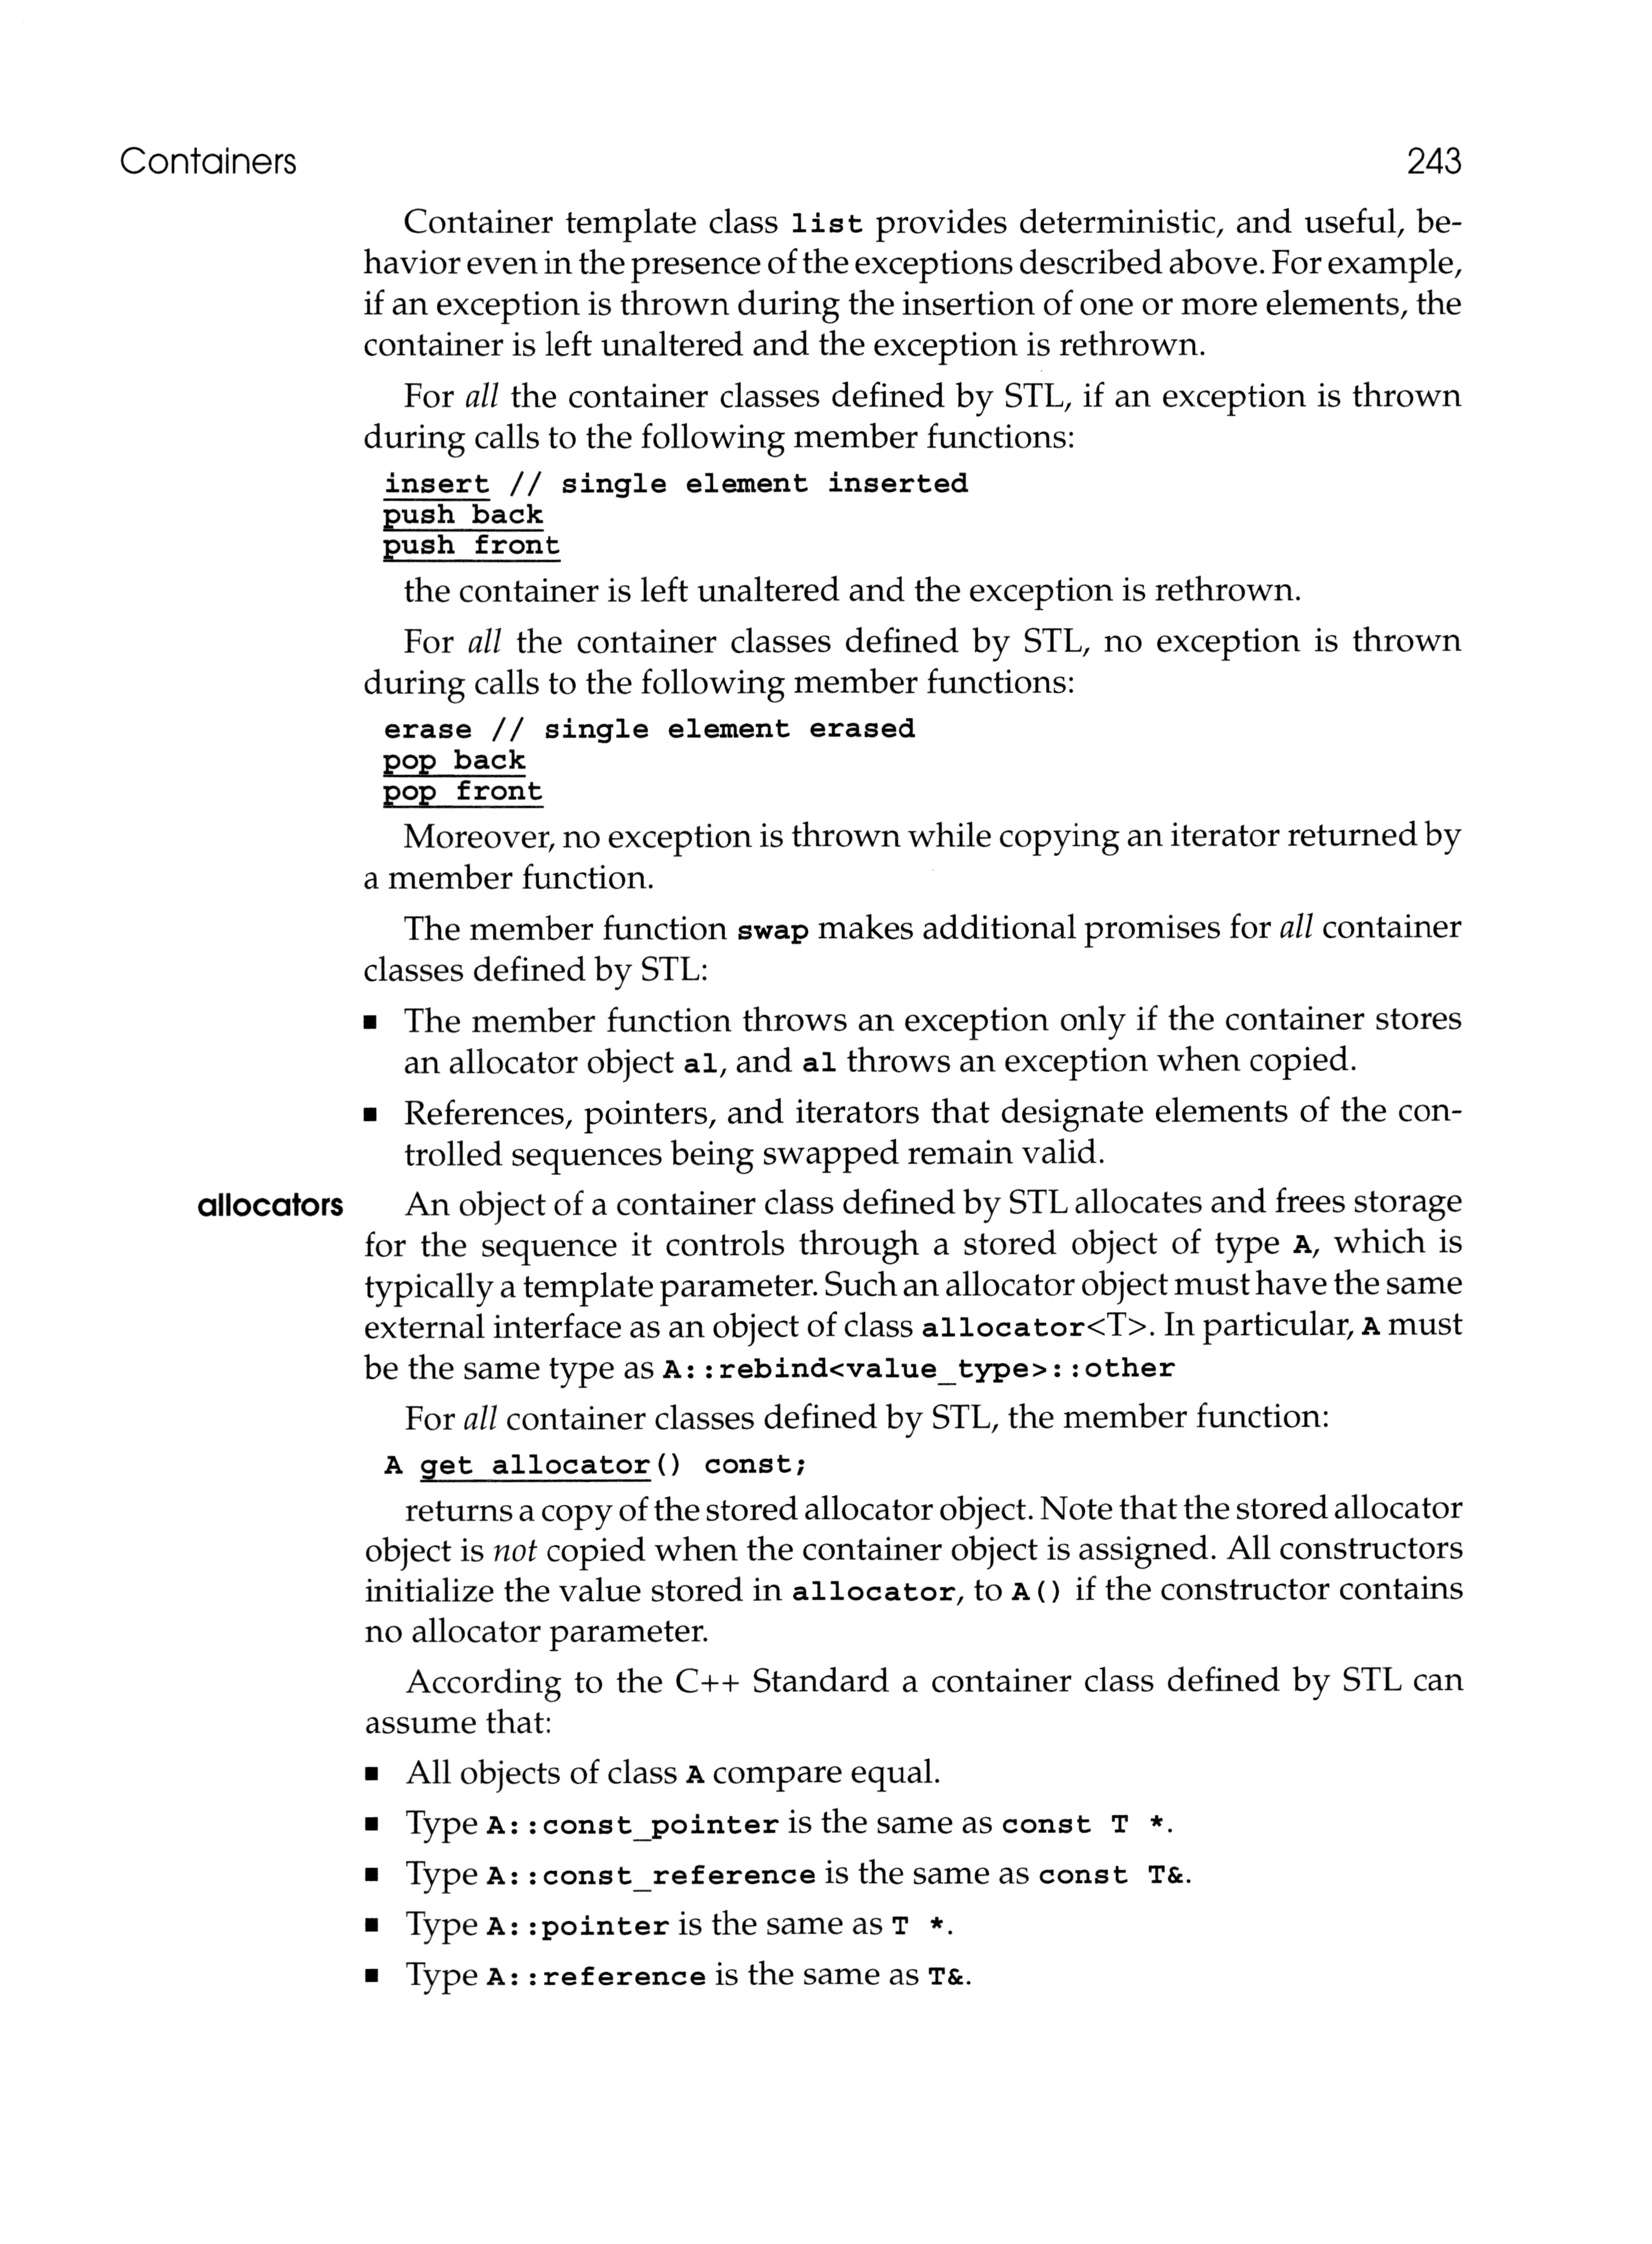 Containers 243
Container template class list provides deterministic, and useful, be-
havior even in the presence of the exceptions described above. For example,
if an exception is thrown during the insertion of one or more elements, the
container is left unaltered and the exception is rethrown.
For all the container classes defined by STL, if an exception is thrown
during calls to the following member functions:
insert // single element inserted
push back
push front
the container is left unaltered and the exception is rethrown.
For all the container classes defined by STL, no exception is thrown
during calls to the following member functions:
erase // single element erased
pop back
pop front
Moreover, no exception is thrown while copying an iterator returned by
a member function.
The member function swap makes additional promises for all container
classes defined by STL:
■ The member function throws an exception only if the container stores
an allocator object al, and al throws an exception when copied.
■ References, pointers, and iterators that designate elements of the con-
trolled sequences being swapped remain valid.
allocators An object of a container class defined by STL allocates and frees storage
for the sequence it controls through a stored object of type A, which is
typically a template parameter. Such an allocator object must have the same
external interface as an object of class allocator<T>. In particular, A must
be the same type as A::rebind<value_type>::other
For all container classes defined by STL, the member function:
A get allocator() const;
returns a copy of the stored allocator object. Note that the stored allocator
object is not copied when the container object is assigned. All constructors
initialize the value stored in allocator, to A() if the constructor contains
no allocator parameter.
According to the C++ Standard a container class defined by STL can
assume that:
■ All objects of class A compare equal.
■ Type A::const_pointer is the same as const T *.
■ Type A::const_reference is the same as const T&.
■ Type A::pointer is the same as T *.
■ Type A::reference is the same as T&.